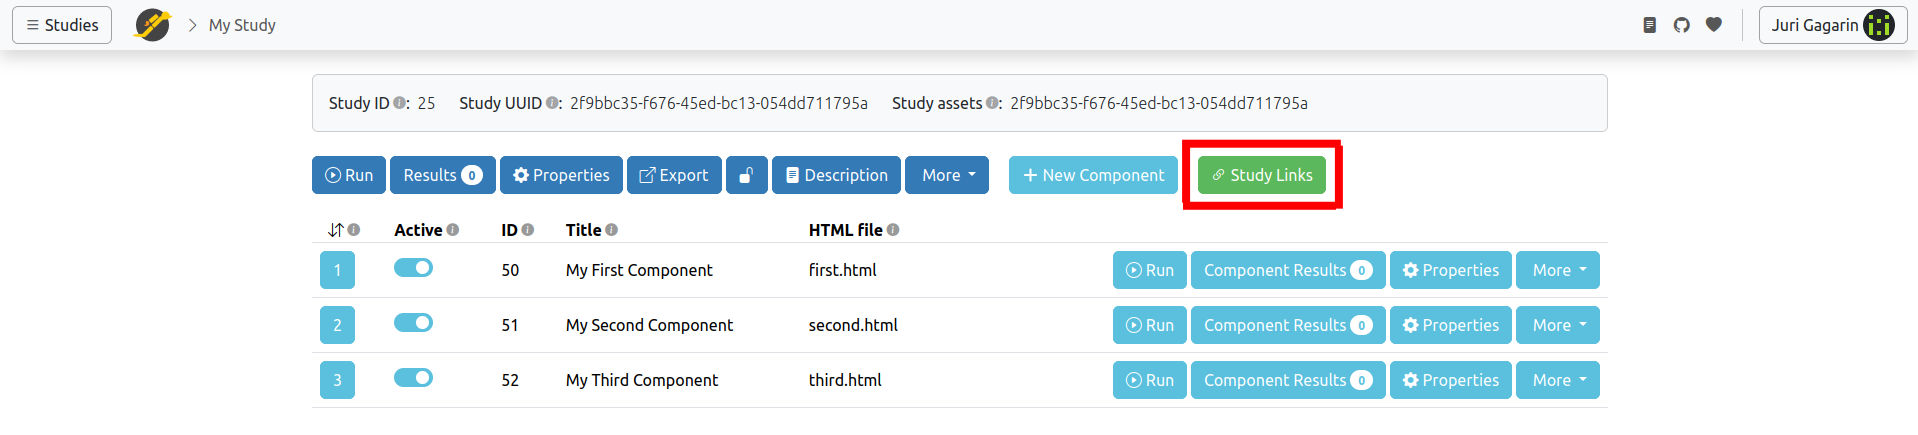 Studies My Study Juri Gagarin
Study ID: 25 Study UUID: 2f9bbc35-f676-45ed-bc13-054dd711795a Study assets: 2f9bbc35-f676-45ed-bc13-054dd711795a
Run Results 0 Properties Export Description More New Component Study Links
Active ID Title HTML file
1 50 My First Component first.html Run Component Results 0 Properties More
2 51 My Second Component second.html Run Component Results 0 Properties More
3 52 My Third Component third.html Run Component Results 0 Properties More